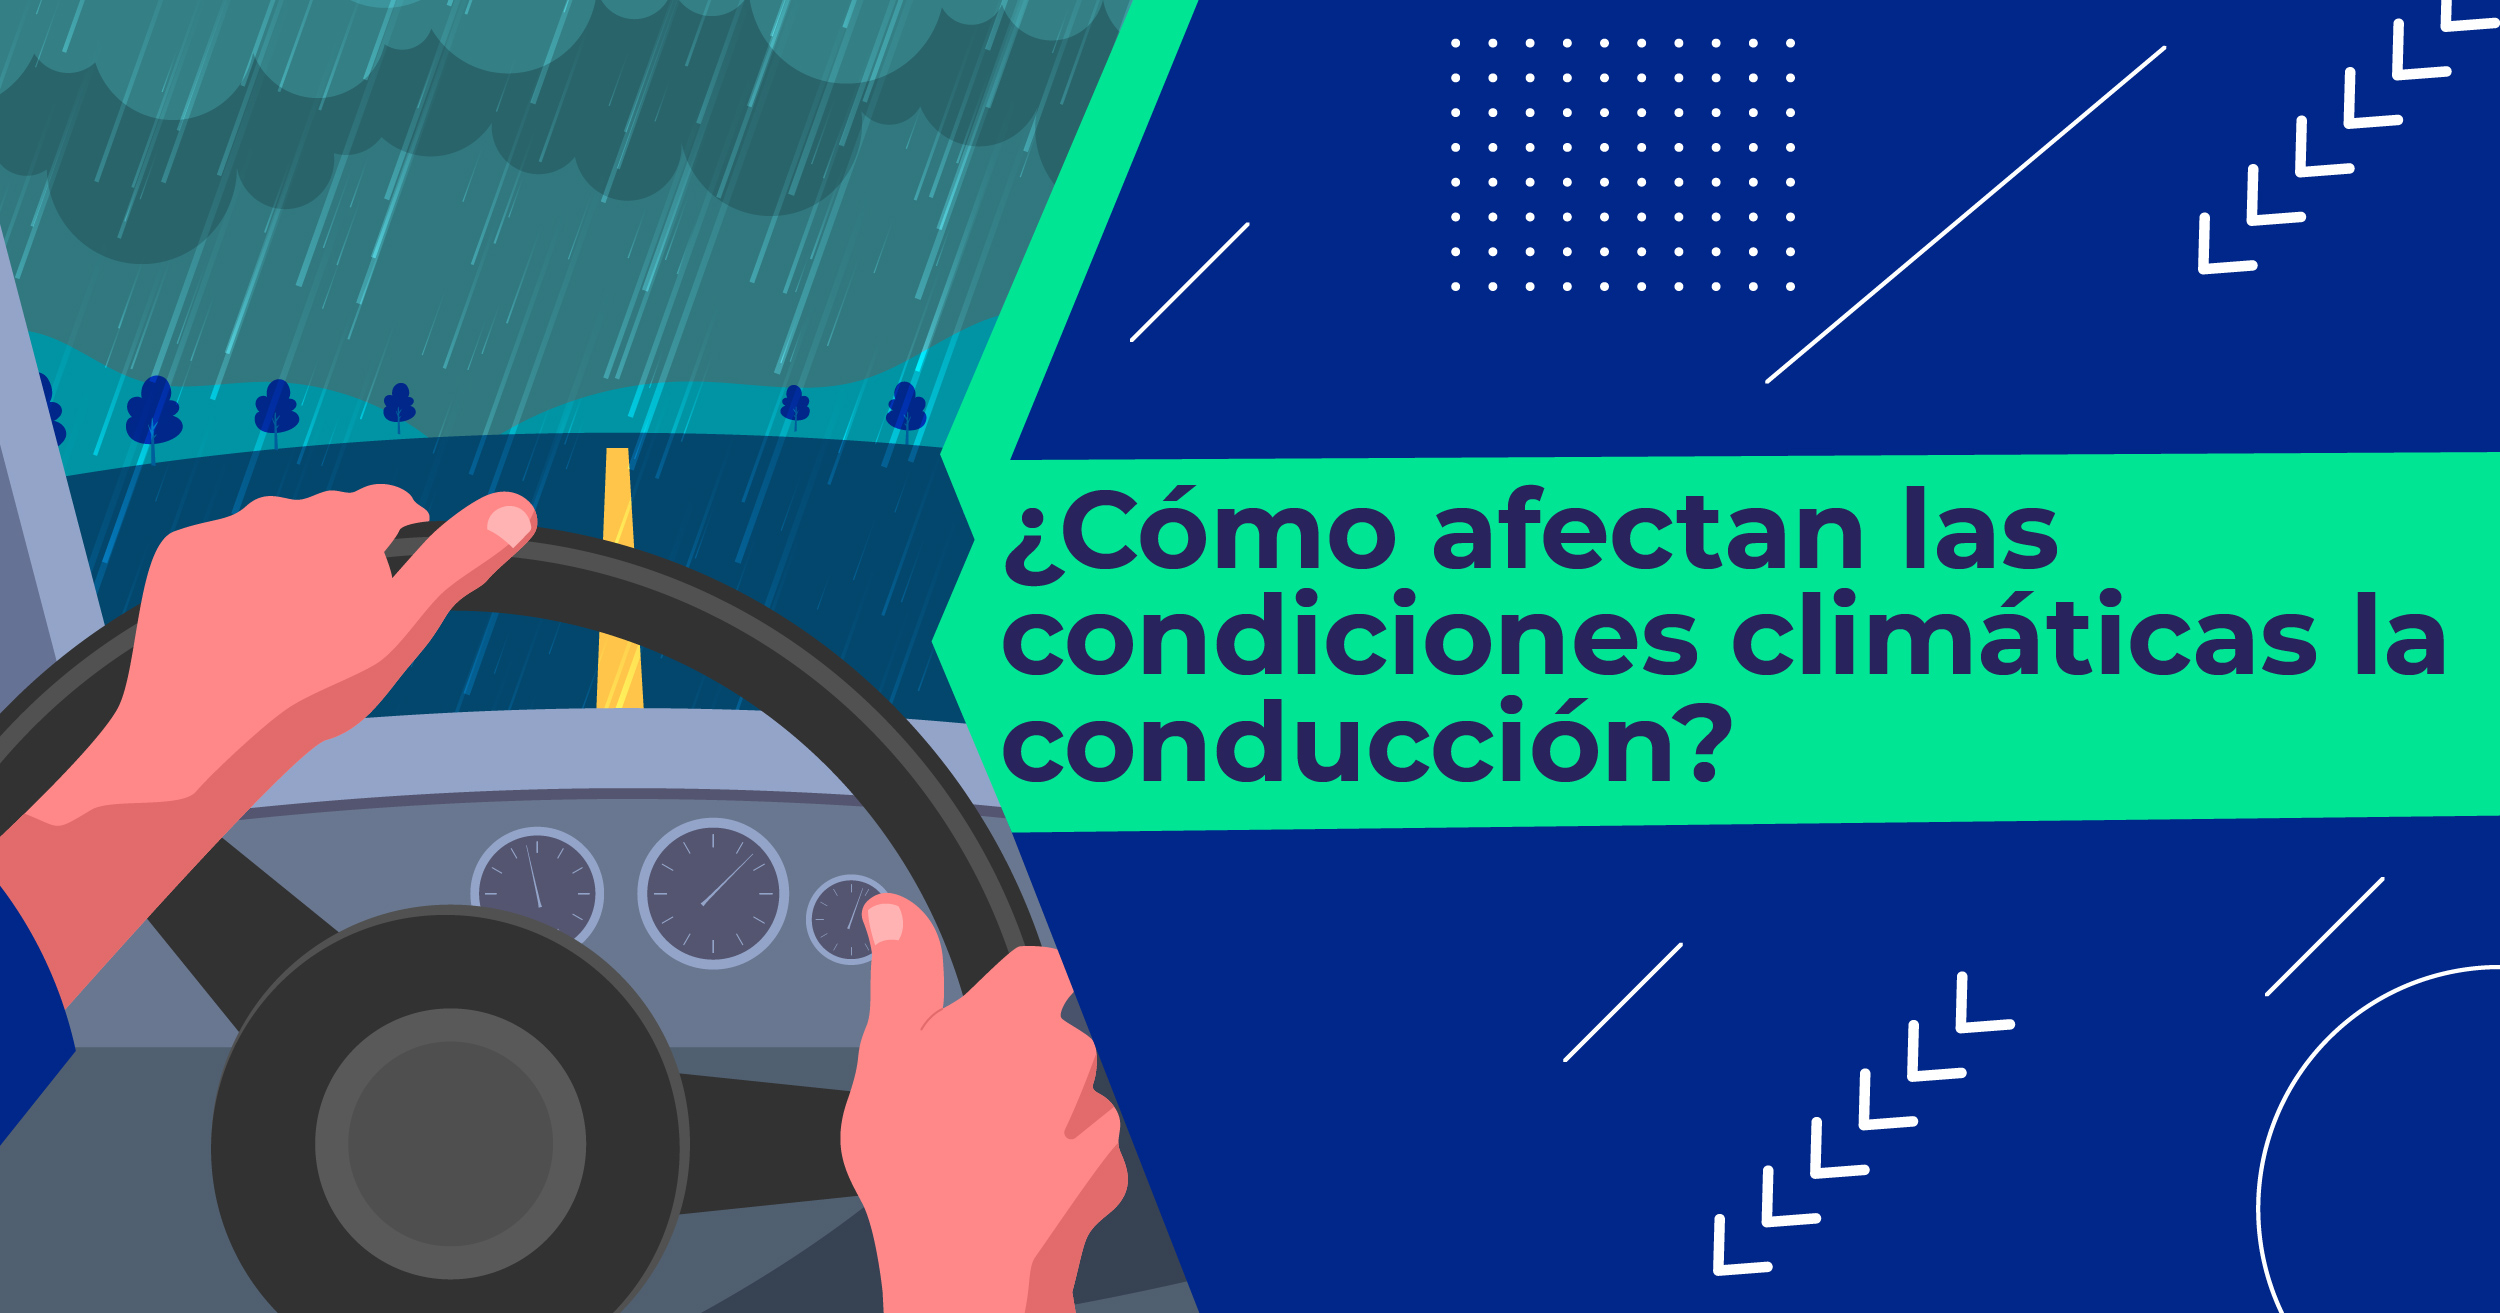 ¿Cómo afectan las
condiciones climáticas la
conducción?